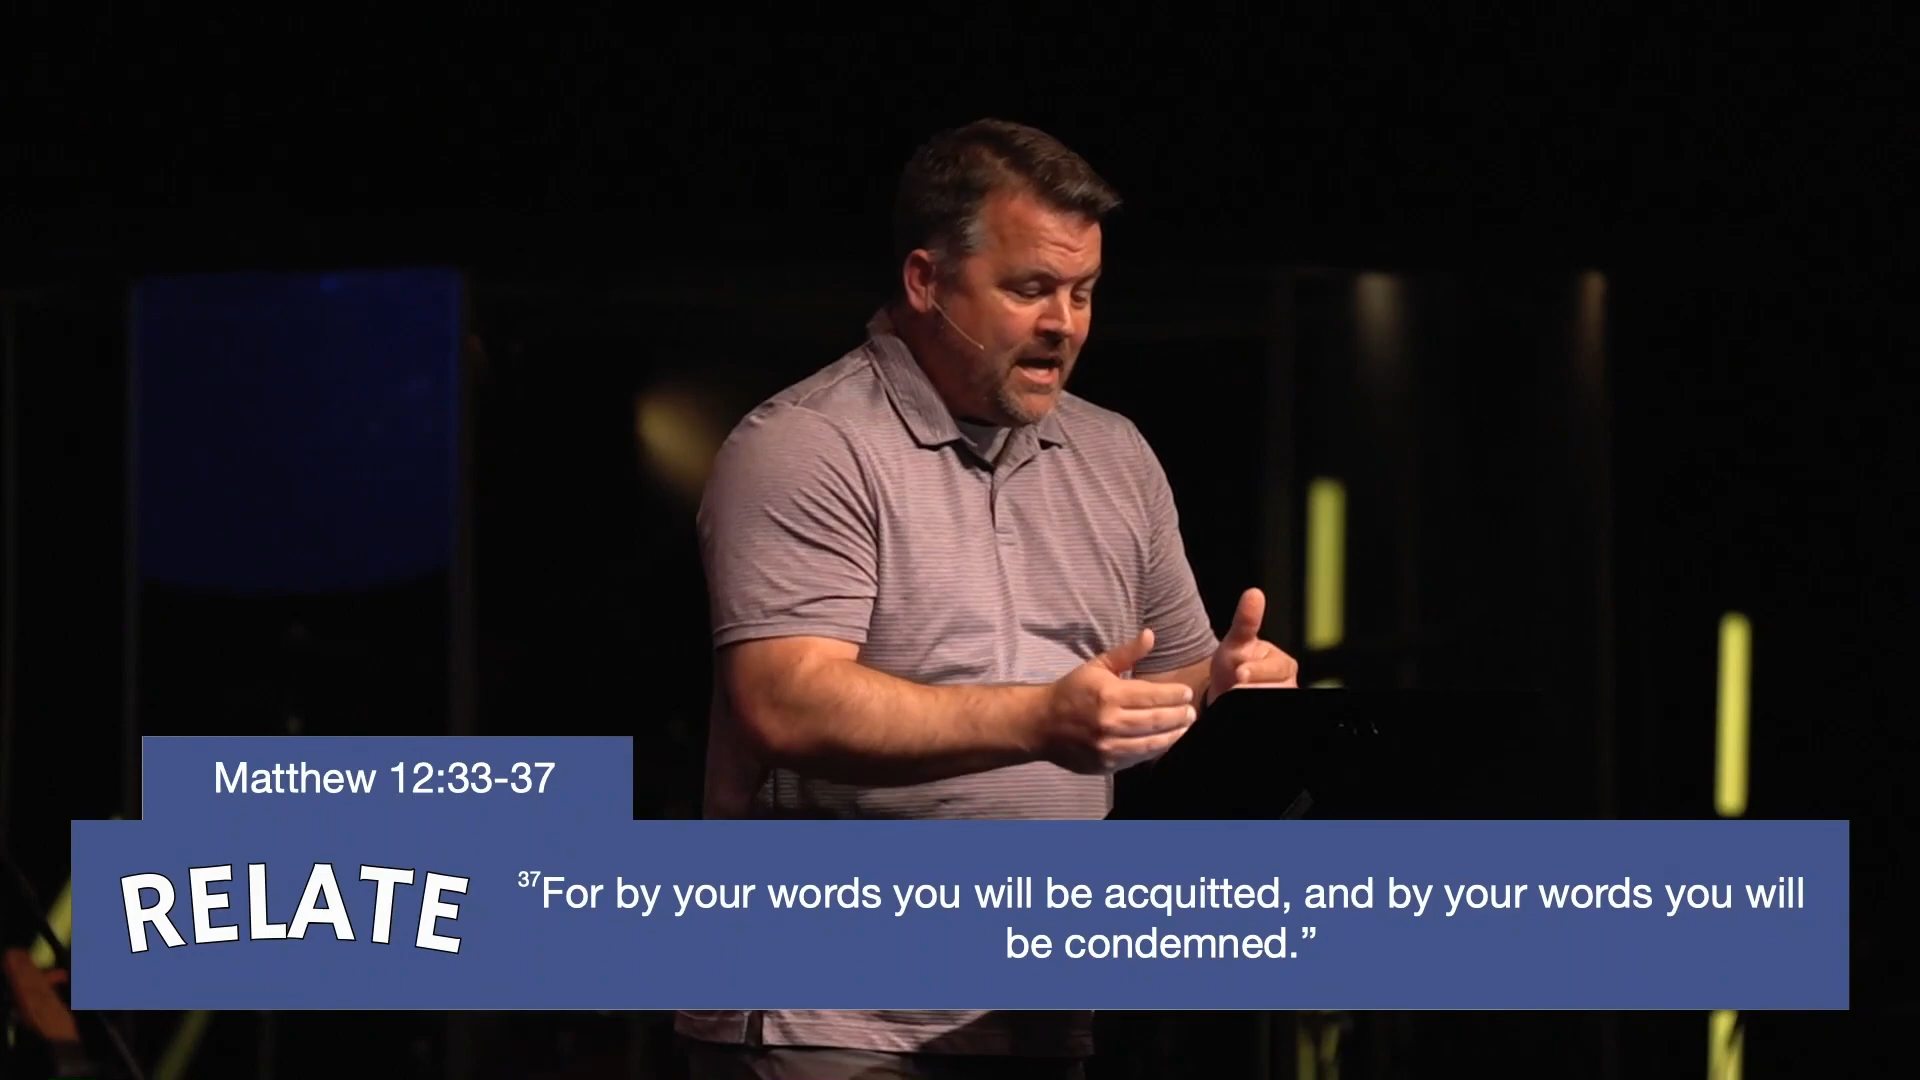 Matthew 12:33-37
RELATE
³⁷For by your words you will be acquitted, and by your words you will
be condemned.”